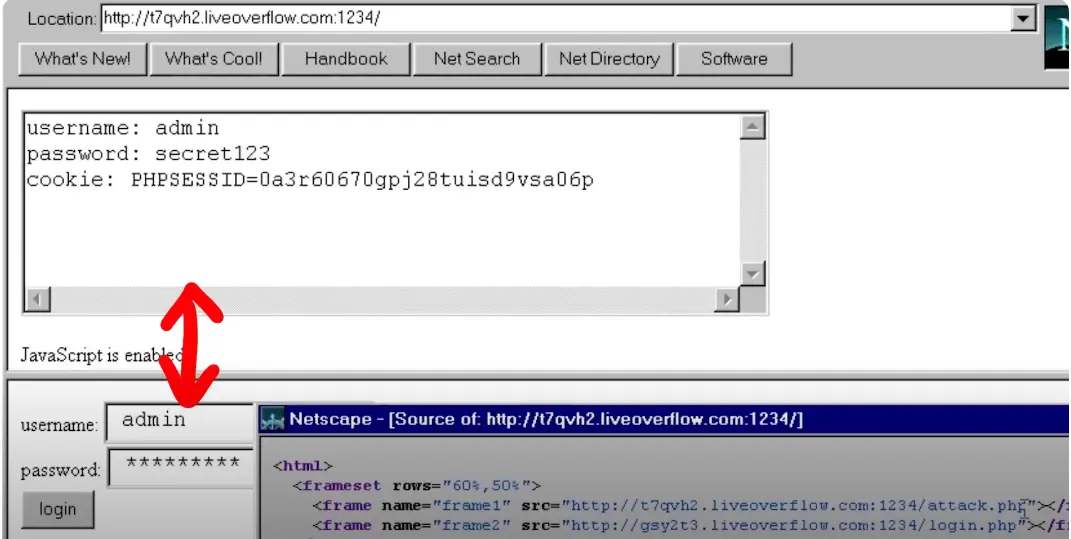 Location: http://t7qvh2.liveoverflow.com:1234/
What's New! What's Cool! Handbook Net Search Net Directory Software
username: admin
password: secret123
cookie: PHPSESSID=0a3r60670gpj28tuisd9vsa06p
JavaScript is enabled
username: admin
password: *********
login
Netscape - [Source of: http://t7qvh2.liveoverflow.com:1234/]
<html>
<frameset rows="60%,50%">
<frame name="frame1" src="http://t7qvh2.liveoverflow.com:1234/attack.php"></f
<frame name="frame2" src="http://gsy2t3.liveoverflow.com:1234/login.php"></f